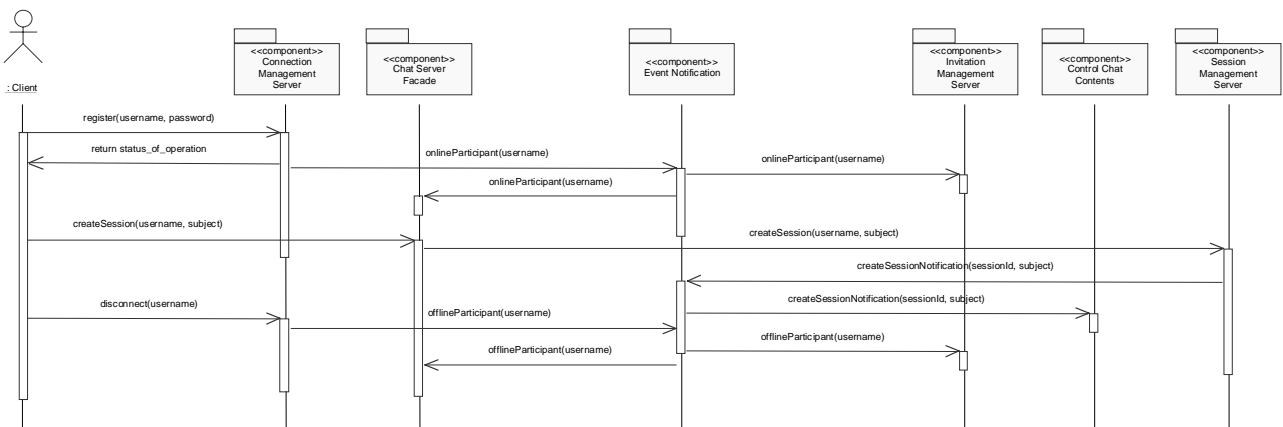 : Client
<<component>>
Connection
Management
Server
<<component>>
Chat Server
Facade
<<component>>
Event Notification
<<component>>
Invitation
Management
Server
<<component>>
Control Chat
Contents
<<component>>
Session
Management
Server
register(username, password)
return status_of_operation
onlineParticipant(username)
onlineParticipant(username)
onlineParticipant(username)
createSession(username, subject)
createSession(username, subject)
createSessionNotification(sessionId, subject)
createSessionNotification(sessionId, subject)
disconnect(username)
offlineParticipant(username)
offlineParticipant(username)
offlineParticipant(username)